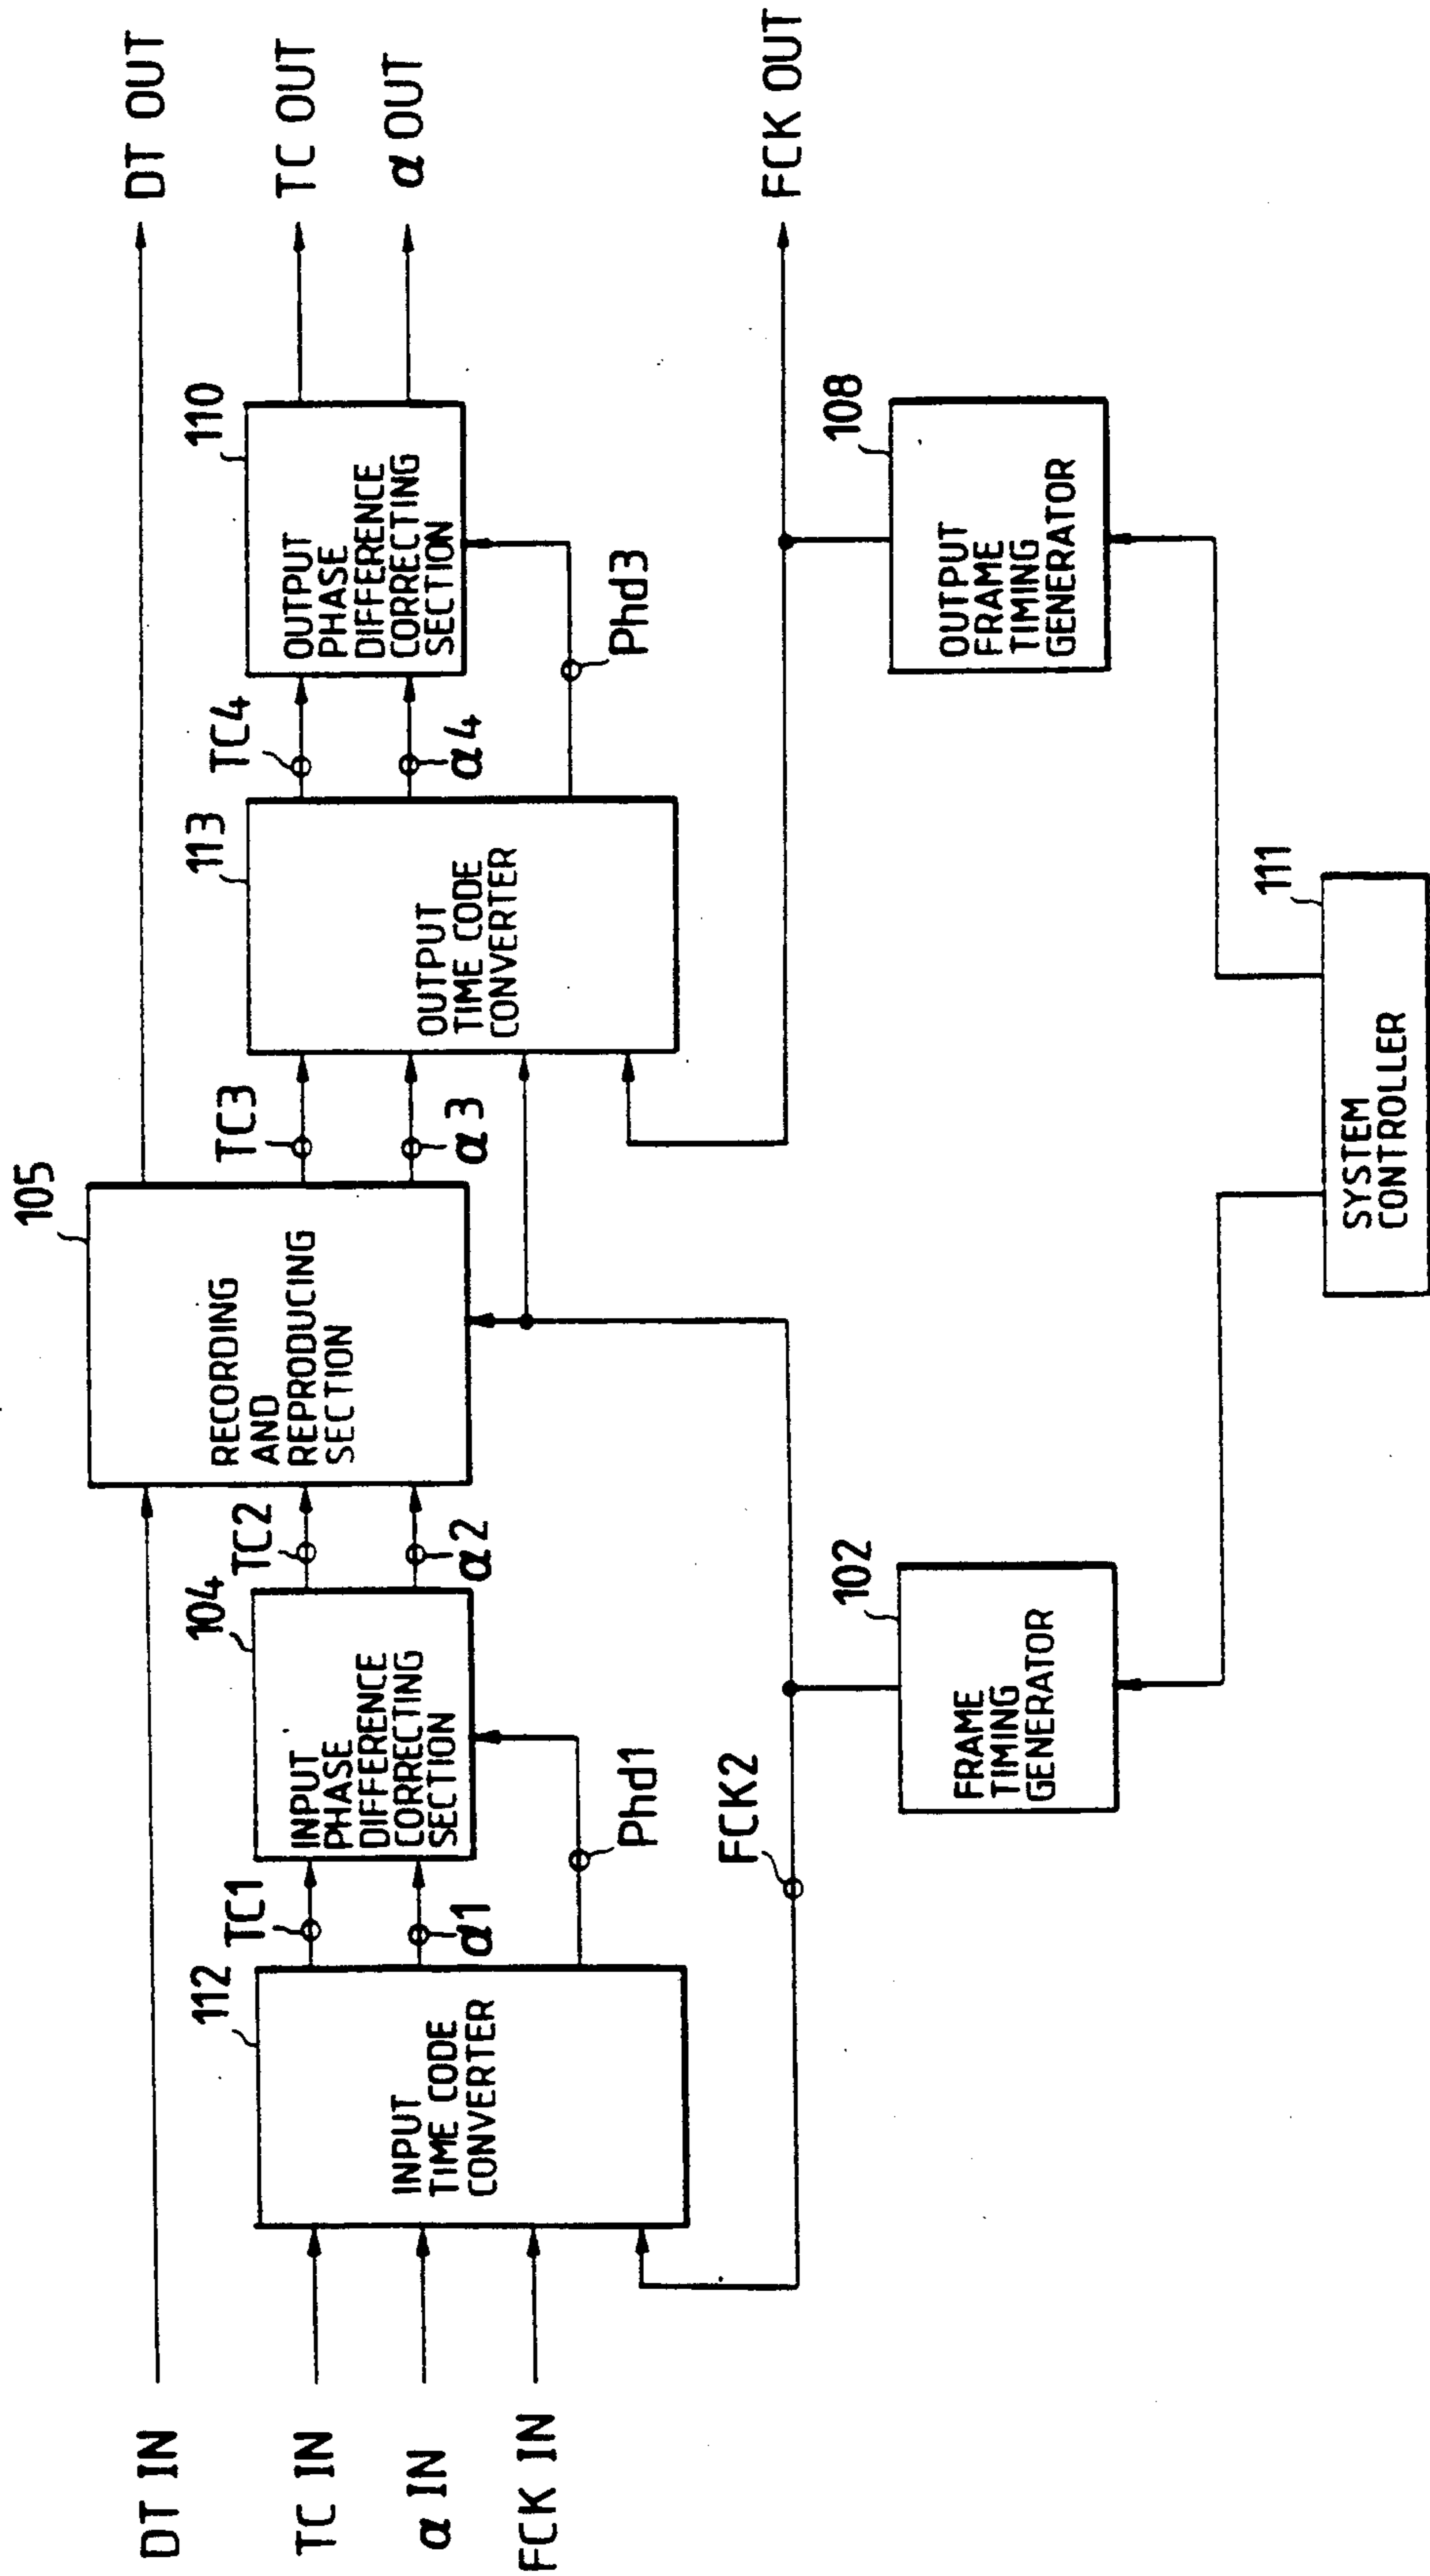 DT IN
TC IN
α IN
FCK IN
112
INPUT
TIME CODE
CONVERTER
TC1
α1
Phd1
104
INPUT
PHASE
DIFFERENCE
CORRECTING
SECTION
TC2
α2
105
RECORDING
AND
REPRODUCING
SECTION
TC3
α3
113
OUTPUT
TIME CODE
CONVERTER
TC4
α4
Phd3
110
OUTPUT
PHASE
DIFFERENCE
CORRECTING
SECTION
DT OUT
TC OUT
α OUT
FCK OUT
FCK2
102
FRAME
TIMING
GENERATOR
108
OUTPUT
FRAME
TIMING
GENERATOR
111
SYSTEM
CONTROLLER